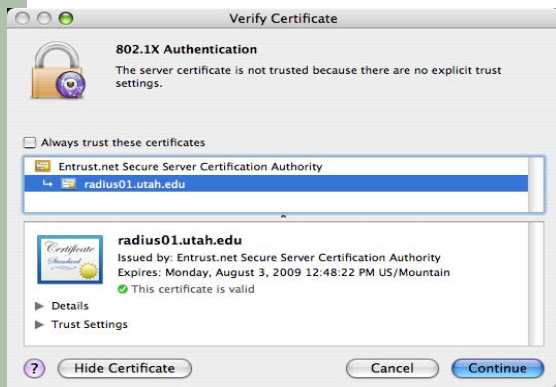 Verify Certificate
802.1X Authentication
The server certificate is not trusted because there are no explicit trust
settings.
Always trust these certificates
Entrust.net Secure Server Certification Authority
radius01.utah.edu
Certificate
Standard
radius01.utah.edu
Issued by: Entrust.net Secure Server Certification Authority
Expires: Monday, August 3, 2009 12:48:22 PM US/Mountain
This certificate is valid
Details
Trust Settings
?
Hide Certificate
Cancel
Continue